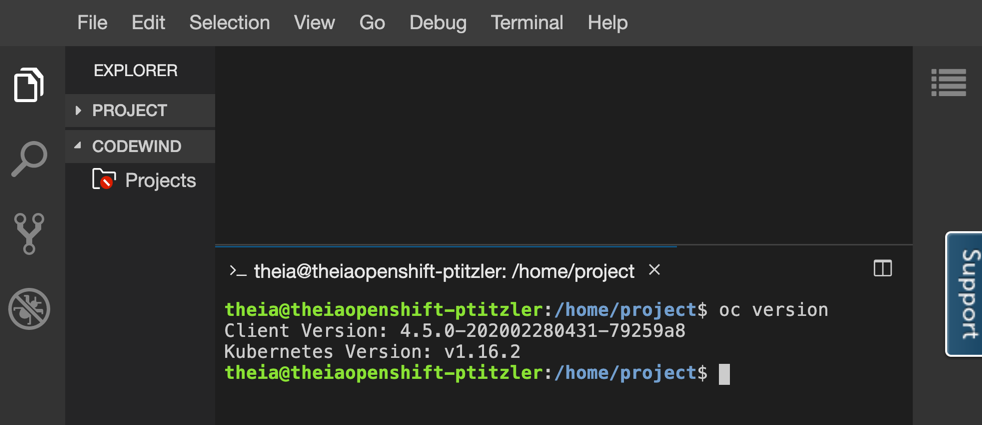 File Edit Selection View Go Debug Terminal Help
EXPLORER
PROJECT
CODEWIND
Projects
theia@theiaopenshift-ptitzler: /home/project ×
theia@theiaopenshift-ptitzler:/home/project$ oc version
Client Version: 4.5.0-202002280431-79259a8
Kubernetes Version: v1.16.2
theia@theiaopenshift-ptitzler:/home/project$
Support